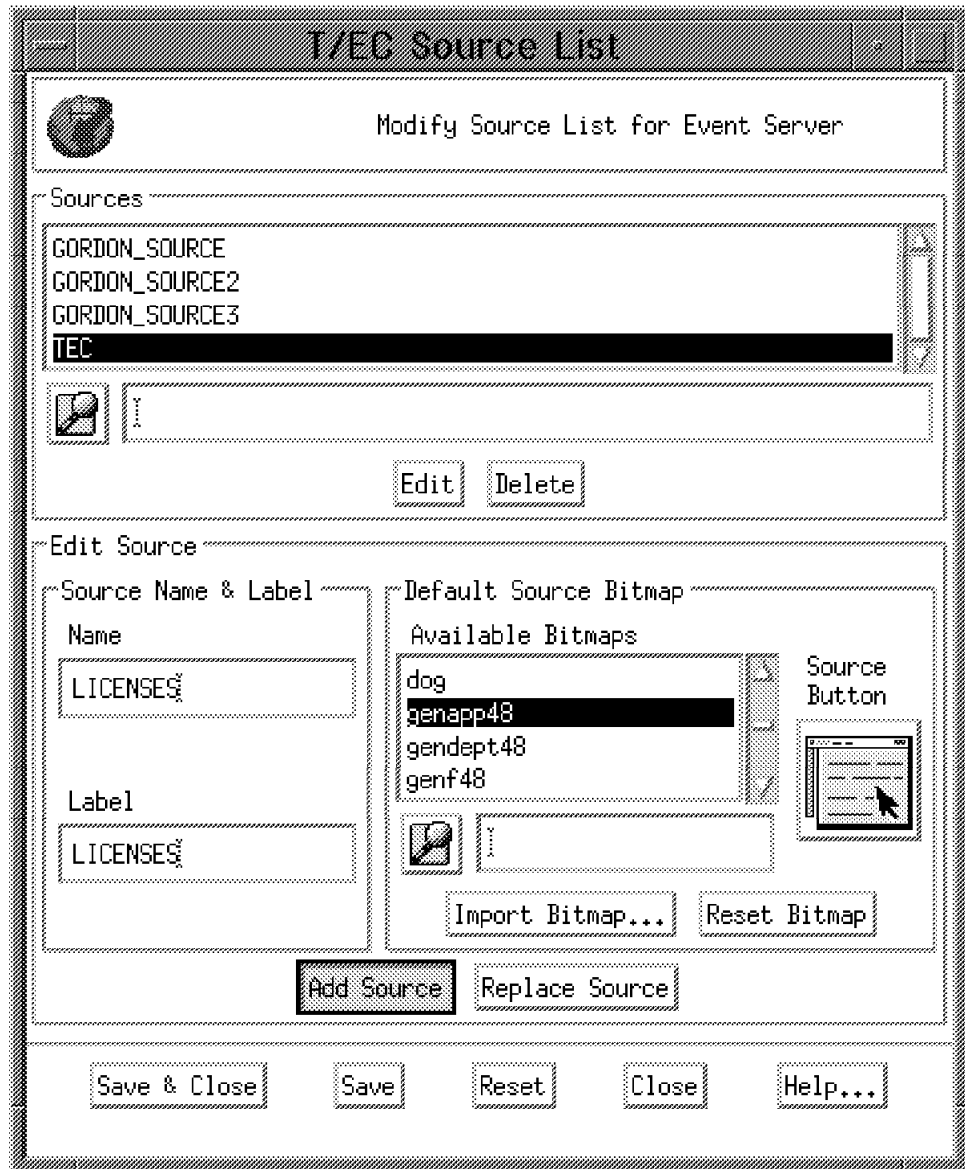 T/EC Source List
Modify Source List for Event Server
Sources
GORDON_SOURCE
GORDON_SOURCE2
GORDON_SOURCE3
TEC
Edit Delete
Edit Source
Source Name & Label
Name
LICENSES
Label
LICENSES
Default Source Bitmap
Available Bitmaps
dog
genapp48
gendept48
genf48
Source
Button
Import Bitmap... Reset Bitmap
Add Source Replace Source
Save & Close Save Reset Close Help...